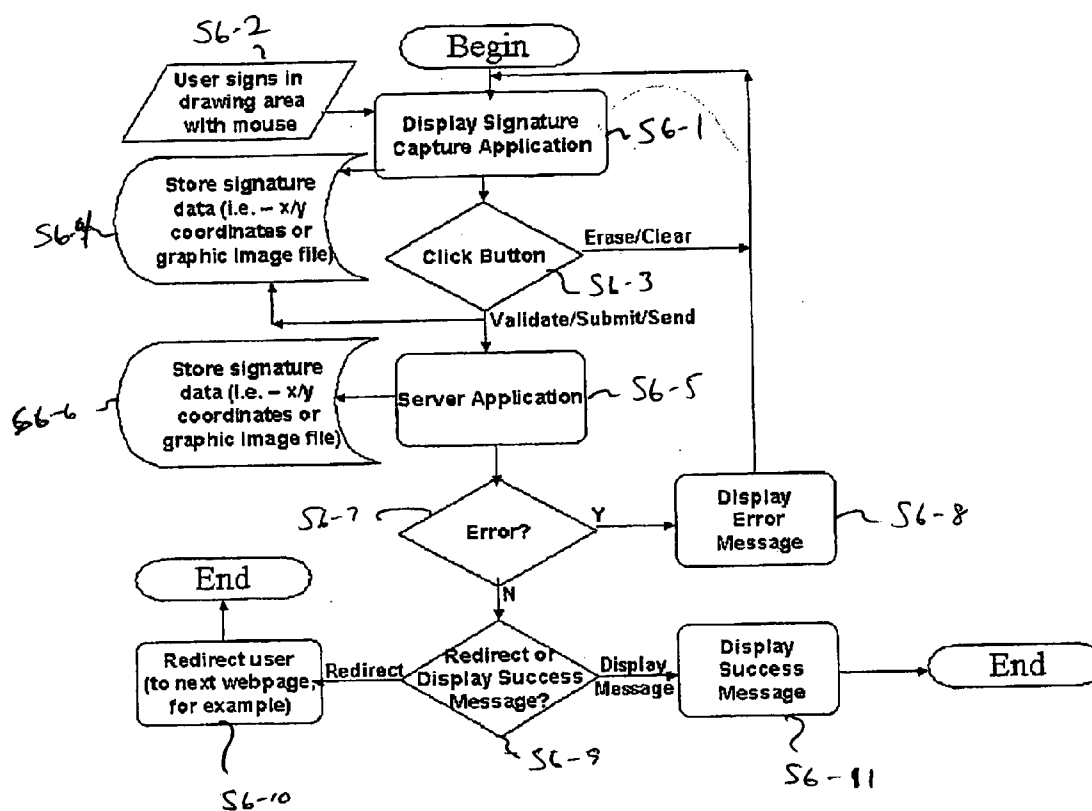 S6-2
Begin
User signs in
drawing area
with mouse
Display Signature
Capture Application
S6-1
Store signature
data (i.e. – x/y
coordinates or
graphic image file)
S6-4
Click Button
Erase/Clear
S6-3
Validate/Submit/Send
Store signature
data (i.e. – x/y
coordinates or
graphic image file)
S6-6
Server Application
S6-5
S6-7
Error?
Y
Display
Error
Message
S6-8
N
End
Redirect user
(to next webpage,
for example)
Redirect
Redirect or
Display Success
Message?
Display
Message
Display
Success
Message
End
S6-9
S6-10
S6-11